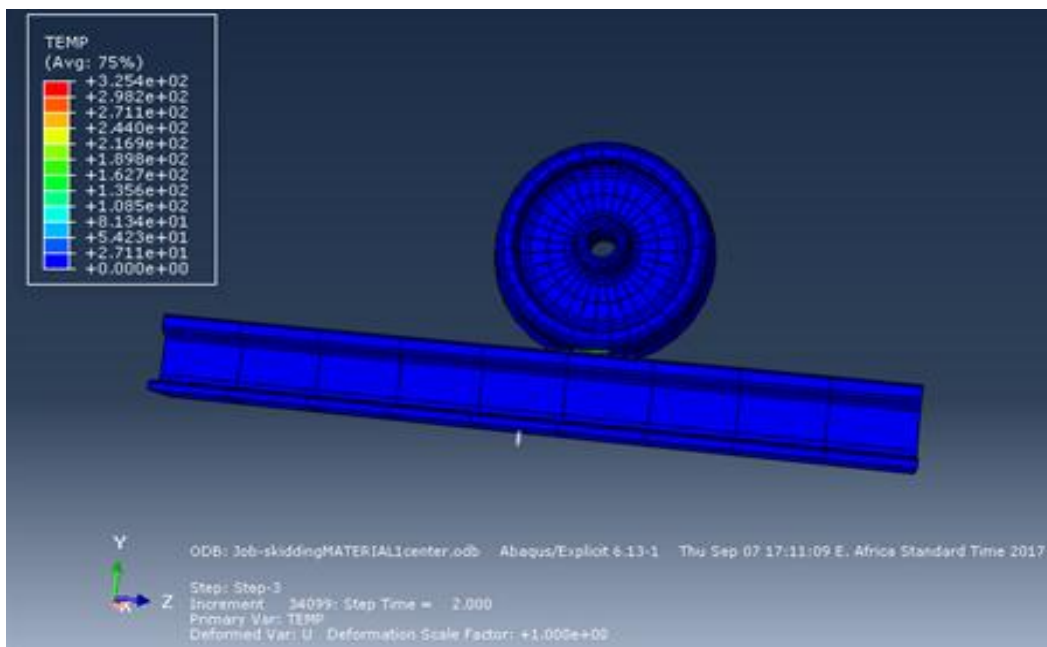 TEMP
(Avg: 75%)
+3.254e+02
+2.982e+02
+2.711e+02
+2.440e+02
+2.169e+02
+1.898e+02
+1.627e+02
+1.356e+02
+1.085e+02
+8.134e+01
+5.423e+01
+2.711e+01
+0.000e+00
Y
Z
X
ODB: Job-skiddingMATERIAL1center.odb Abaqus/Explicit 6.13-1 Thu Sep 07 17:11:09 E. Africa Standard Time 2017
Step: Step-3
Increment 34099: Step Time = 2.000
Primary Var: TEMP
Deformed Var: U Deformation Scale Factor: +1.000e+00